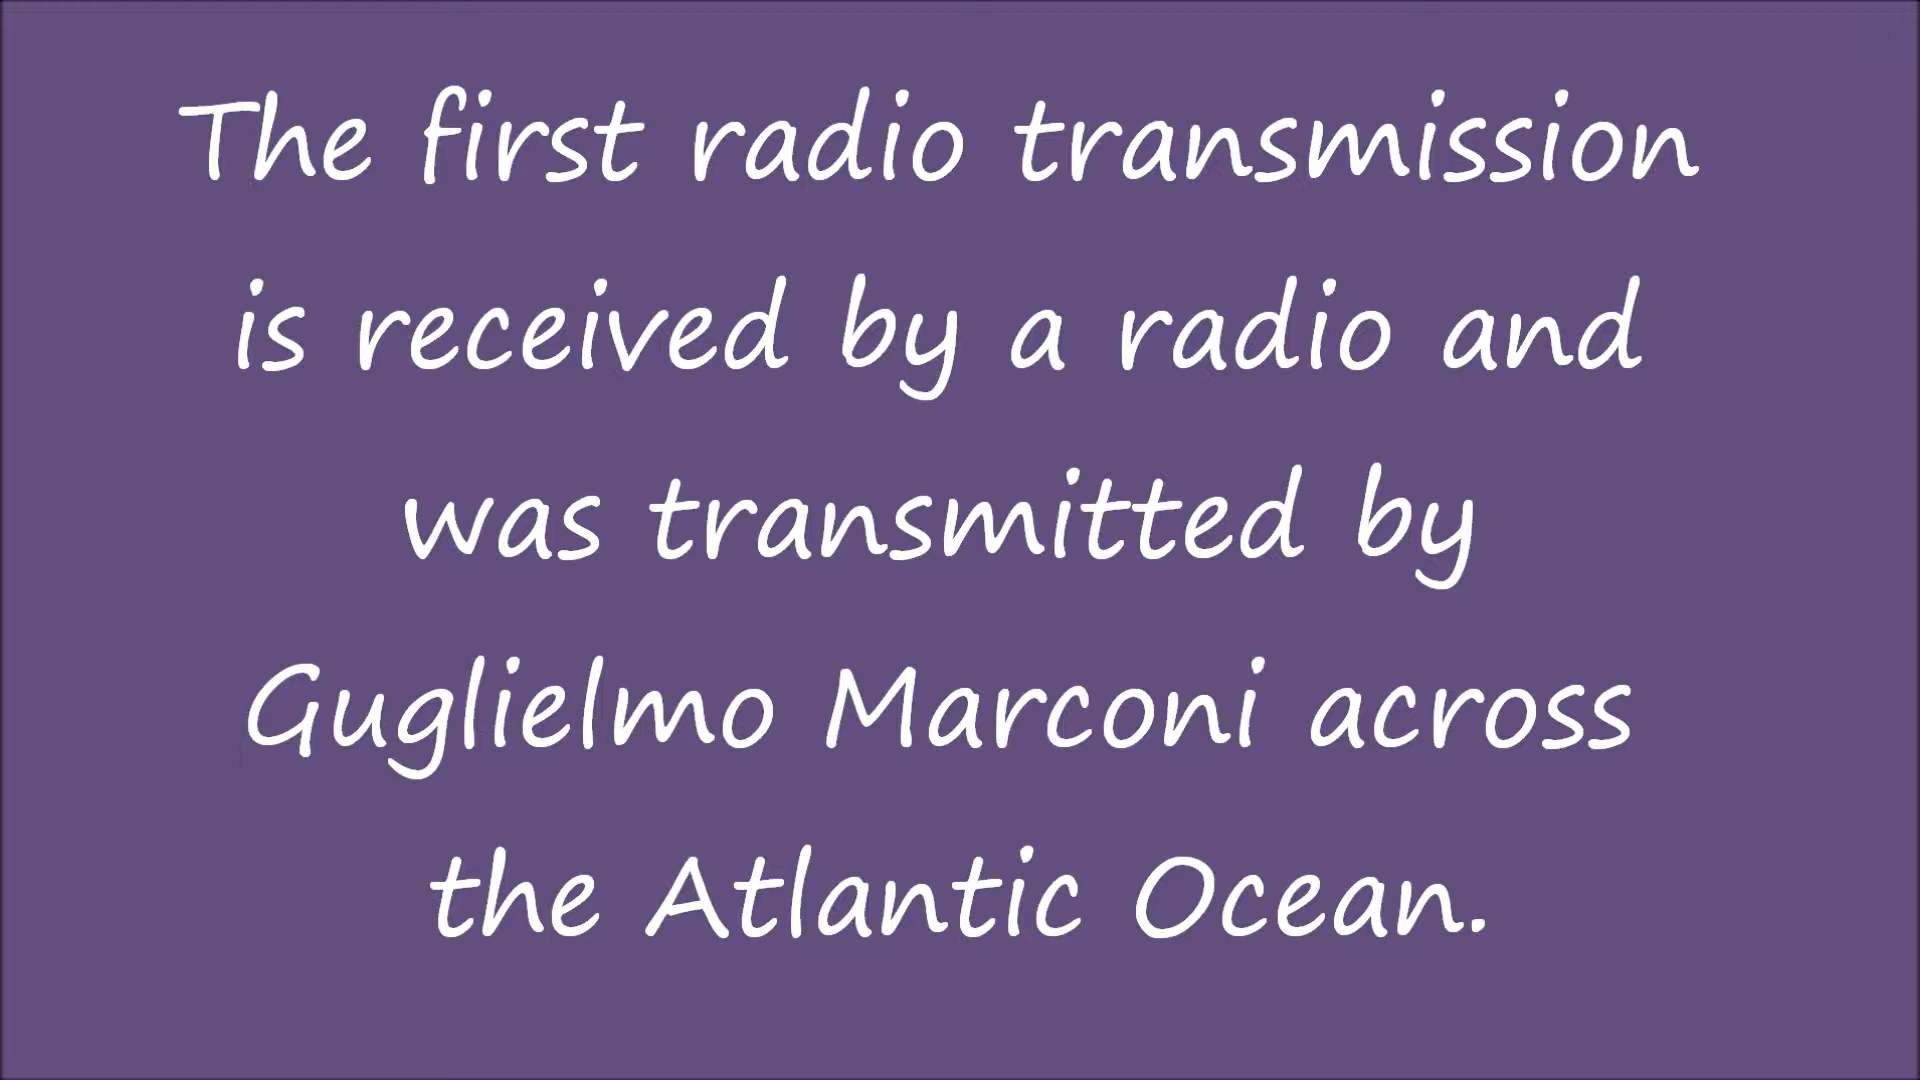 The first radio transmission
is received by a radio and
was transmitted by
Guglielmo Marconi across
the Atlantic Ocean.